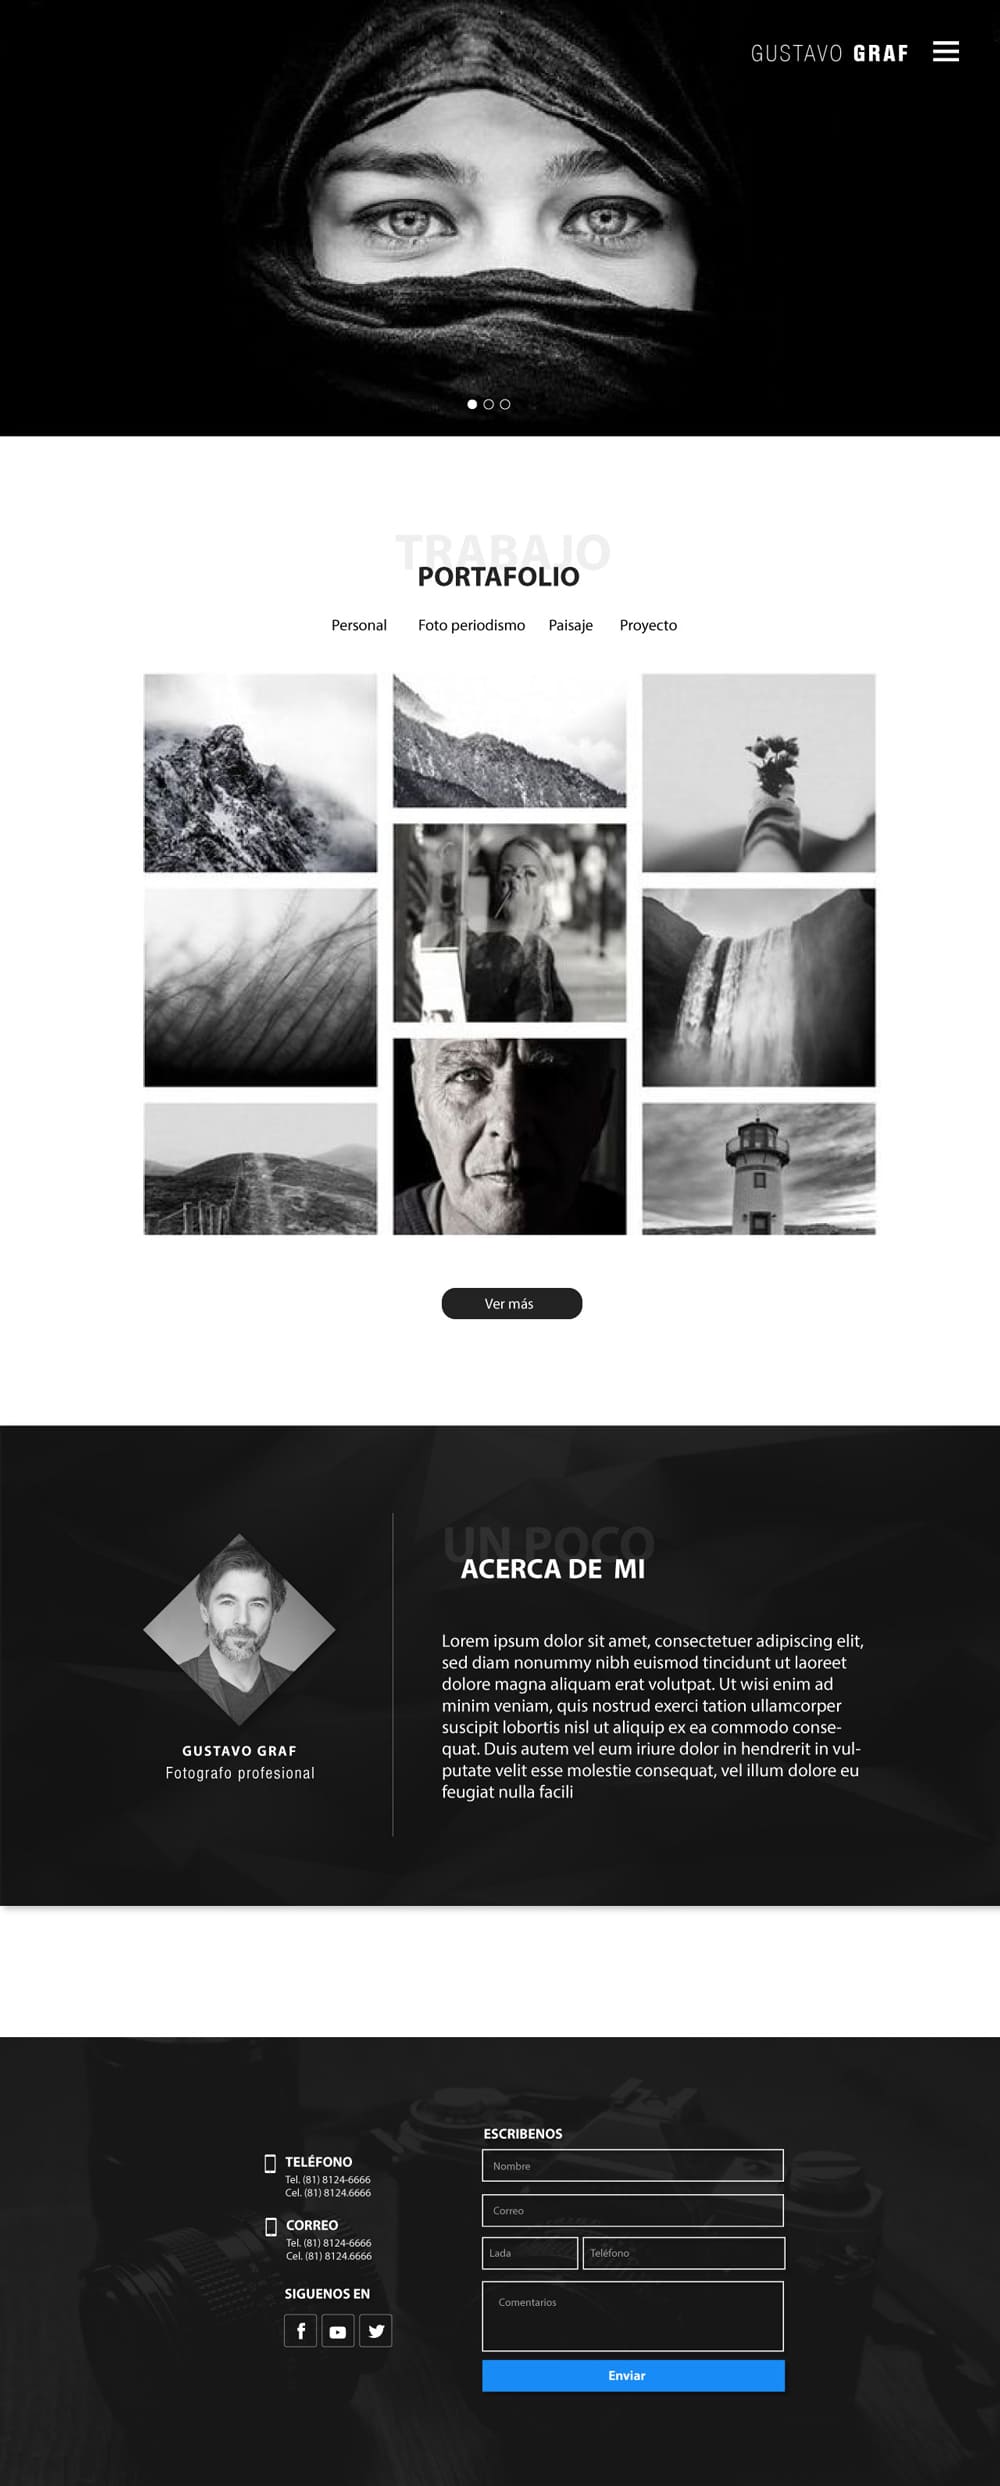 GUSTAVO GRAF
TRABAJO
PORTAFOLIO
Personal Foto periodismo Paisaje Proyecto
Ver más
UN POCO
ACERCA DE MI
Lorem ipsum dolor sit amet, consectetuer adipiscing elit,
sed diam nonummy nibh euismod tincidunt ut laoreet
dolore magna aliquam erat volutpat. Ut wisi enim ad
minim veniam, quis nostrud exerci tation ullamcorper
suscipit lobortis nisl ut aliquip ex ea commodo conse-
quat. Duis autem vel eum iriure dolor in hendrerit in vul-
putate velit esse molestie consequat, vel illum dolore eu
feugiat nulla facili
GUSTAVO GRAF
Fotografo profesional
TELÉFONO
Tel. (81) 8124-6666
Cel. (81) 8124.6666
CORREO
Tel. (81) 8124-6666
Cel. (81) 8124.6666
SIGUENOS EN
ESCRIBENOS
Nombre
Correo
Lada Teléfono
Comentarios
Enviar